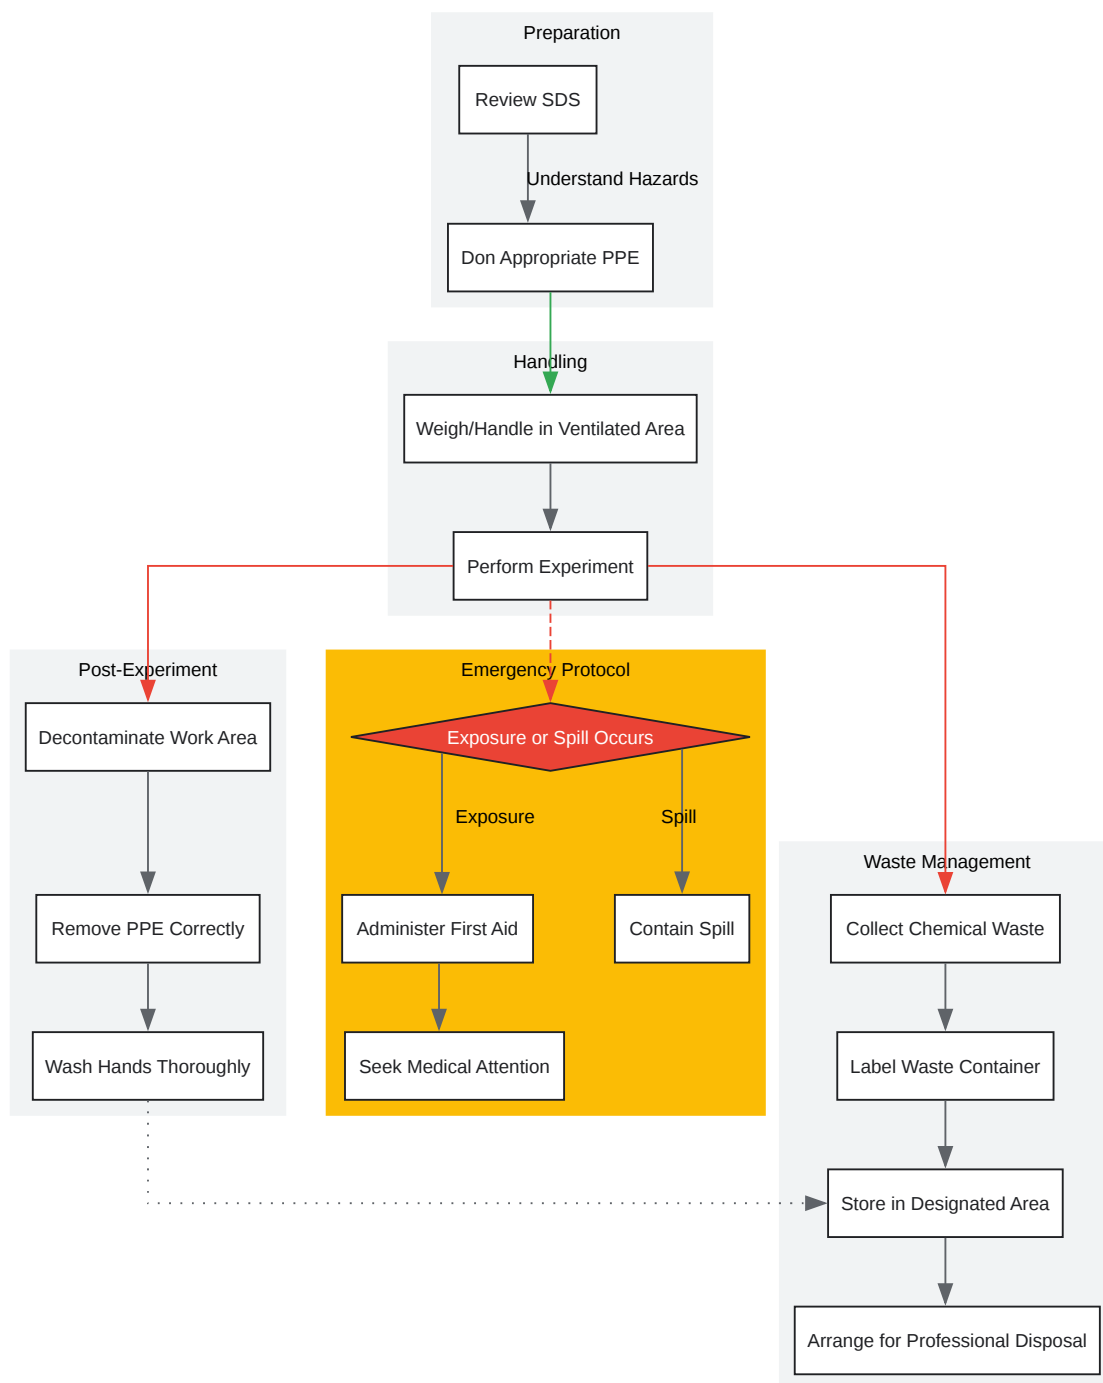 Preparation
Review SDS
Understand Hazards
Don Appropriate PPE
Handling
Weigh/Handle in Ventilated Area
Perform Experiment
Post-Experiment
Decontaminate Work Area
Remove PPE Correctly
Wash Hands Thoroughly
Emergency Protocol
Exposure or Spill Occurs
Exposure
Spill
Administer First Aid
Contain Spill
Seek Medical Attention
Waste Management
Collect Chemical Waste
Label Waste Container
Store in Designated Area
Arrange for Professional Disposal